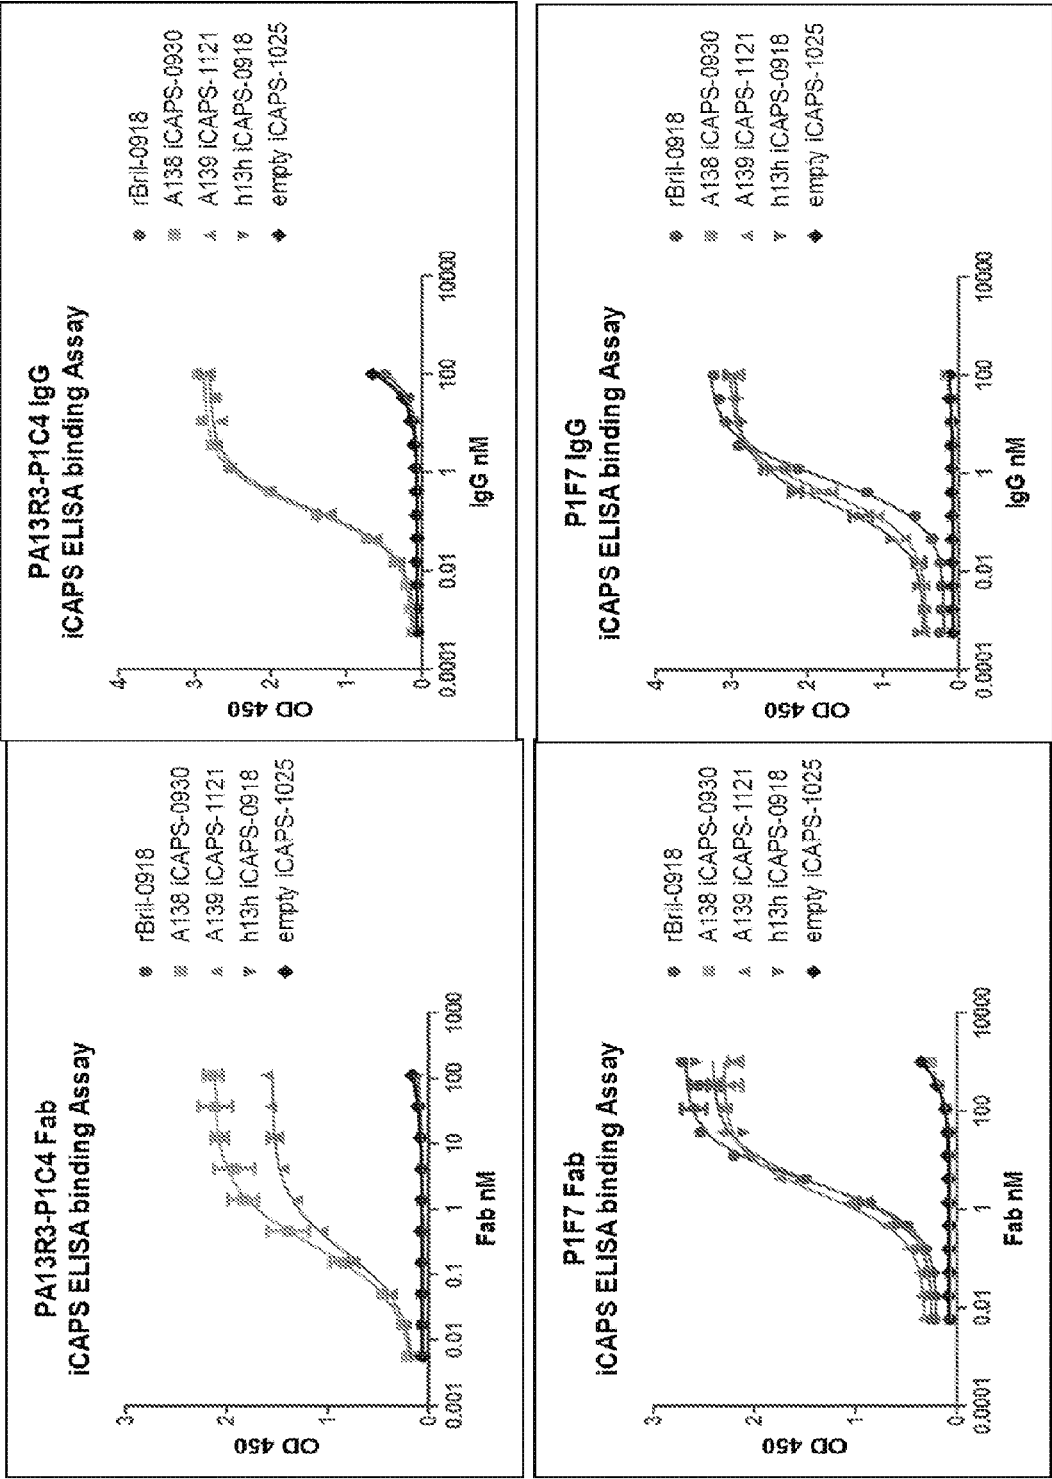 PA13R3-P1C4 Fab
iCAPS ELISA binding Assay
OD 450
3
2
1
0
0.001 0.01 0.1 1 10 100 1000
Fab nM
rBril-0918
A138 iCAPS-0930
A139 iCAPS-1121
h13h iCAPS-0918
empty iCAPS-1025
PA13R3-P1C4 IgG
iCAPS ELISA binding Assay
OD 450
4
3
2
1
0
0.0001 0.01 1 100 10000
IgG nM
rBril-0918
A138 iCAPS-0930
A139 iCAPS-1121
h13h iCAPS-0918
empty iCAPS-1025
P1F7 Fab
iCAPS ELISA binding Assay
OD 450
3
2
1
0
0.0001 0.01 1 100 10000
Fab nM
rBril-0918
A138 iCAPS-0930
A139 iCAPS-1121
h13h iCAPS-0918
empty iCAPS-1025
P1F7 IgG
iCAPS ELISA binding Assay
OD 450
4
3
2
1
0
0.0001 0.01 1 100 10000
IgG nM
rBril-0918
A138 iCAPS-0930
A139 iCAPS-1121
h13h iCAPS-0918
empty iCAPS-1025